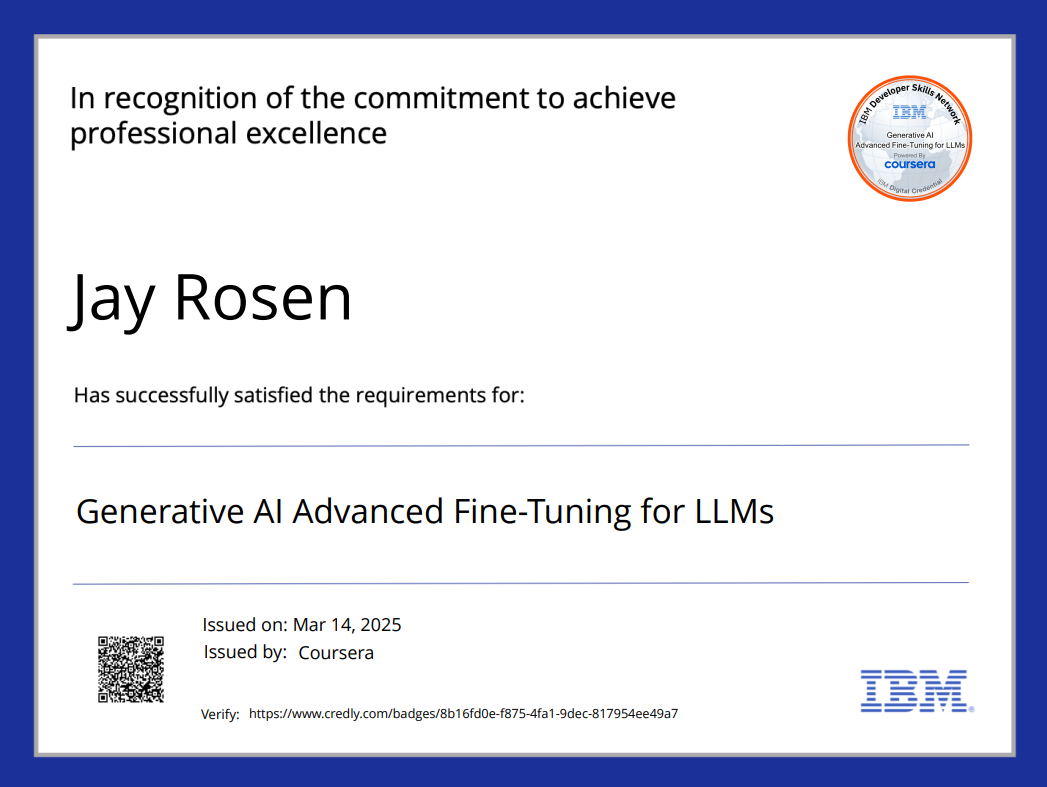 In recognition of the commitment to achieve
professional excellence
IBM Developer Skills Network
IBM
Generative AI
Advanced Fine-Tuning for LLMs
Powered By
coursera
IBM Digital Credential
Jay Rosen
Has successfully satisfied the requirements for:
Generative AI Advanced Fine-Tuning for LLMs
Issued on: Mar 14, 2025
Issued by: Coursera
Verify: https://www.credly.com/badges/8b16fd0e-f875-4fa1-9dec-817954ee49a7
IBM®